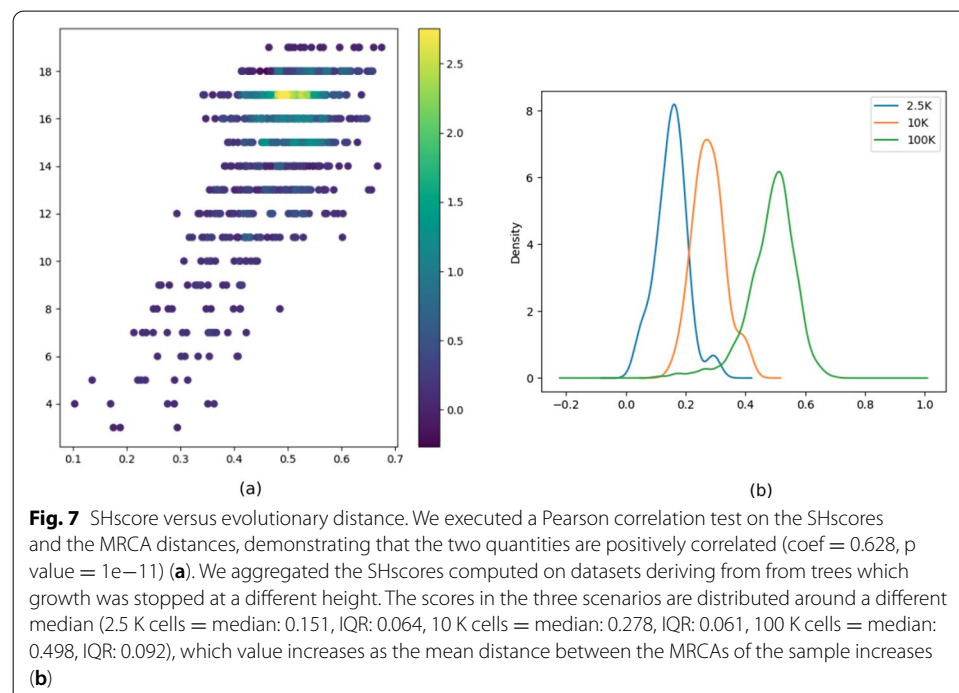 18
16
14
12
10
8
6
4
0.1 0.2 0.3 0.4 0.5 0.6 0.7
2.5
2.0
1.5
1.0
0.5
0.0
(a)
8
6
4
2
0
Density
2.5K
10K
100K
−0.2 0.0 0.2 0.4 0.6 0.8 1.0
(b)
Fig. 7 SHscore versus evolutionary distance. We executed a Pearson correlation test on the SHscores
and the MRCA distances, demonstrating that the two quantities are positively correlated (coef = 0.628, p
value = 1e−11) (a). We aggregated the SHscores computed on datasets deriving from from trees which
growth was stopped at a different height. The scores in the three scenarios are distributed around a different
median (2.5 K cells = median: 0.151, IQR: 0.064, 10 K cells = median: 0.278, IQR: 0.061, 100 K cells = median:
0.498, IQR: 0.092), which value increases as the mean distance between the MRCAs of the sample increases
(b)